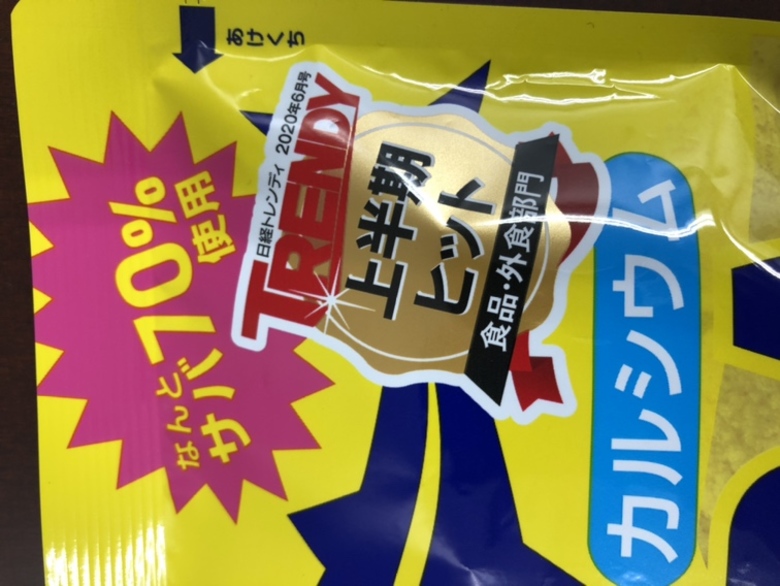 あけくち
日経トレンディ 2020年6月号
TRENDY
上半期
ヒット
食品・外食部門
なんと
サバ70%
使用
カルシウム